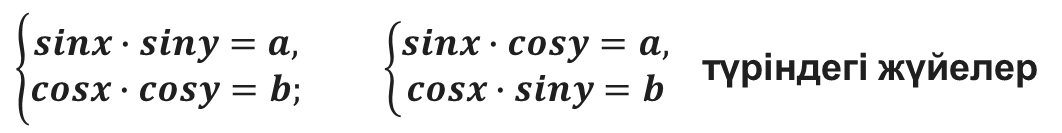 { sinx · siny = a,
cosx · cosy = b;
{ sinx · cosy = a,
cosx · siny = b
түріндегі жүйелер